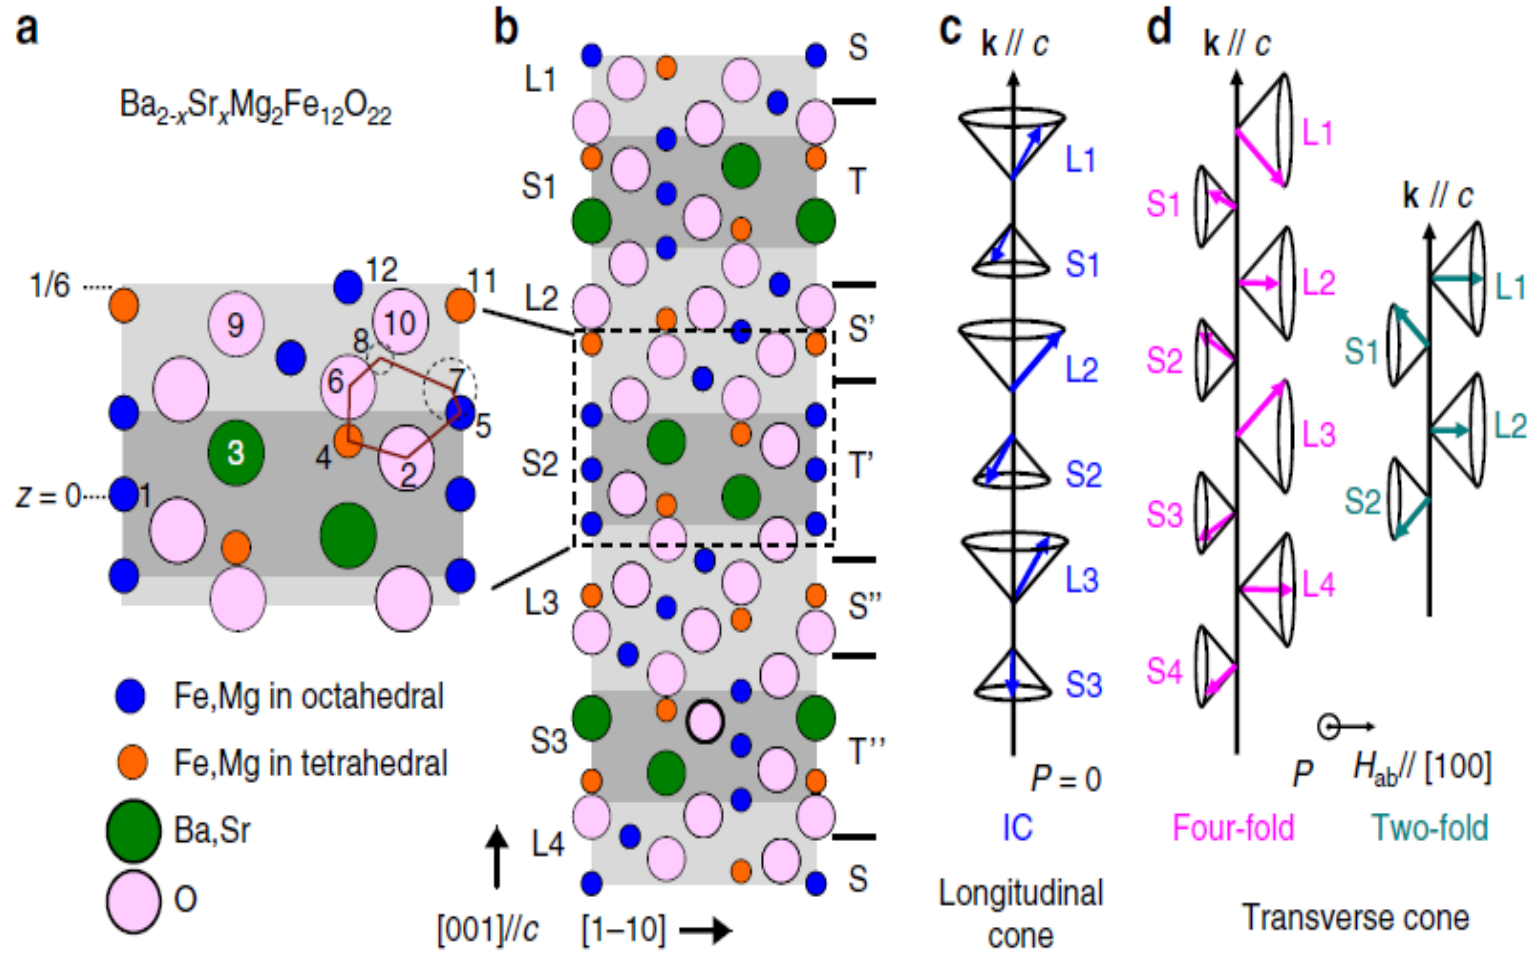 a
Ba2-xSrxMg2Fe12O22
1/6
12
11
9
10
8
6
7
5
3
4
2
z = 0
1
Fe,Mg in octahedral
Fe,Mg in tetrahedral
Ba,Sr
O
b
L1
S
S1
T
L2
S'
S2
T'
L3
S''
S3
T''
L4
S
[001]//c
[1–10]
c
k // c
L1
S1
L2
S2
L3
S3
P = 0
IC
Longitudinal
cone
d
k // c
L1
S1
L2
S2
L3
S3
L4
S4
k // c
L1
S1
L2
S2
P
Hab// [100]
Four-fold
Two-fold
Transverse cone